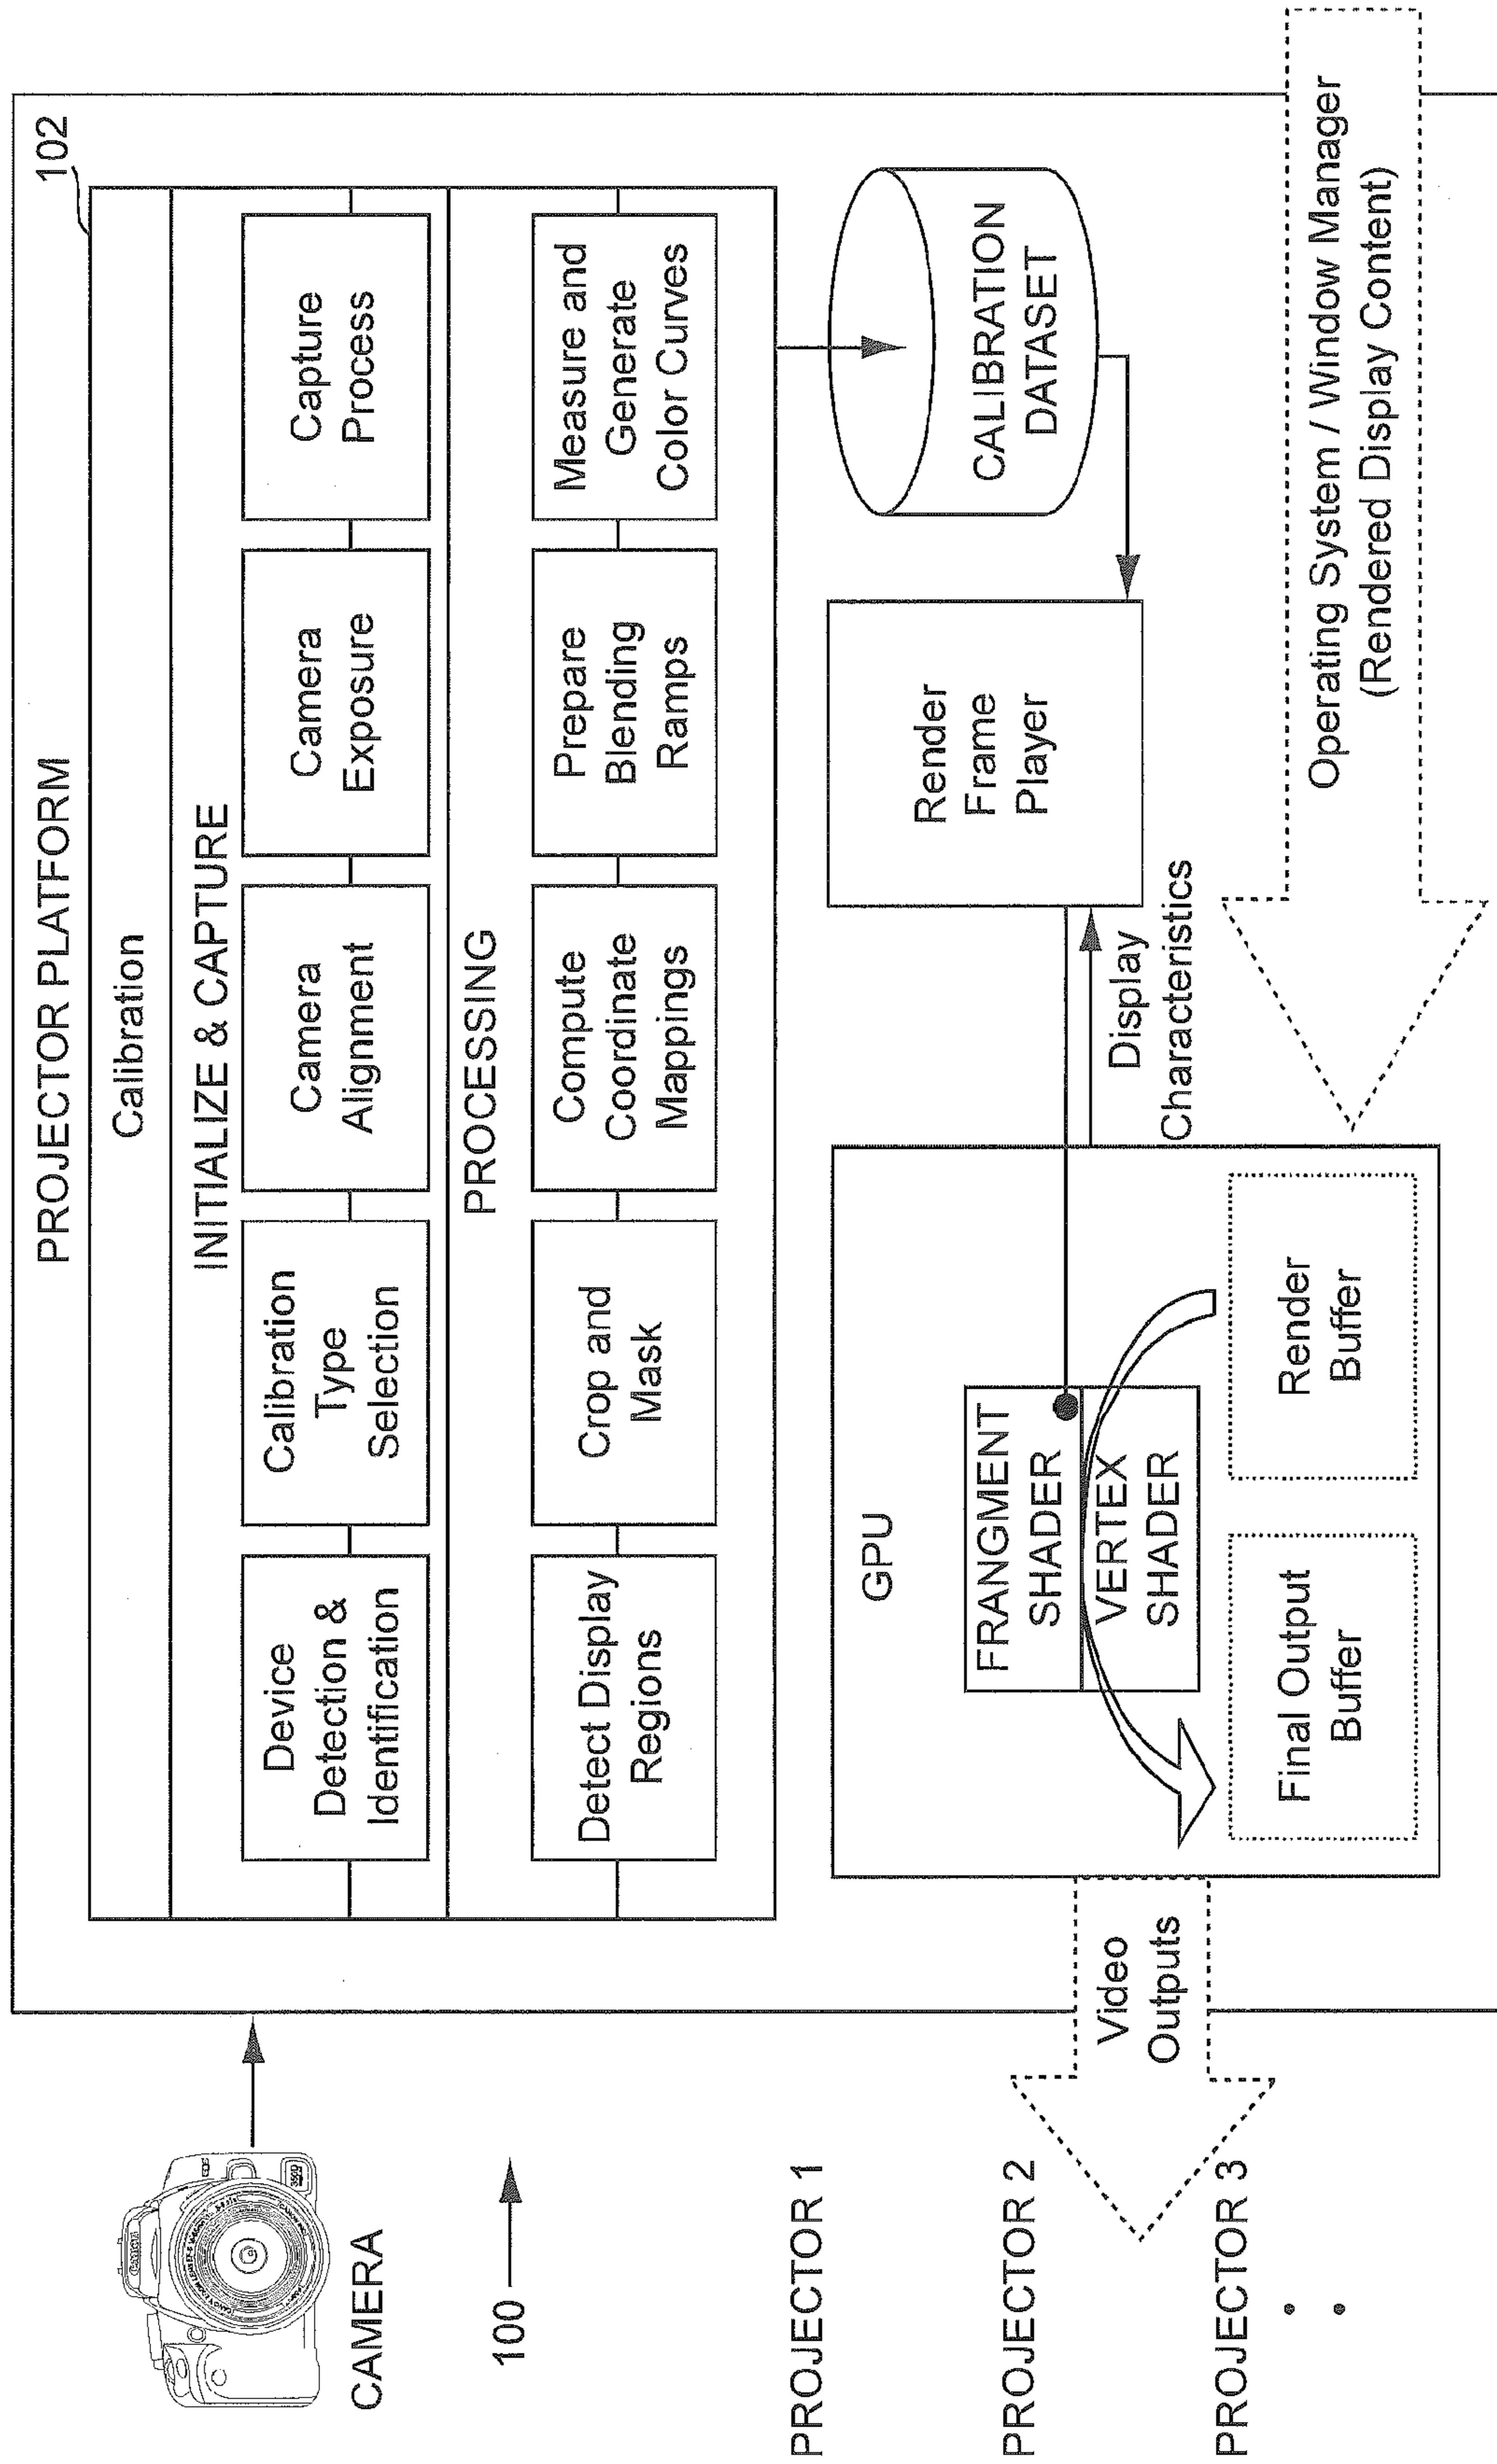 PROJECTOR PLATFORM
102
Calibration
INITIALIZE & CAPTURE
Device
Detection &
Identification
Calibration
Type
Selection
Camera
Alignment
Camera
Exposure
Capture
Process
PROCESSING
Detect Display
Regions
Crop and
Mask
Compute
Coordinate
Mappings
Prepare
Blending
Ramps
Measure and
Generate
Color Curves
CAMERA
100
GPU
FRANGMENT
SHADER
VERTEX
SHADER
Final Output
Buffer
Render
Buffer
Display
Characteristics
Render
Frame
Player
CALIBRATION
DATASET
PROJECTOR 1
PROJECTOR 2
PROJECTOR 3
Video
Outputs
Operating System / Window Manager
(Rendered Display Content)
Canon